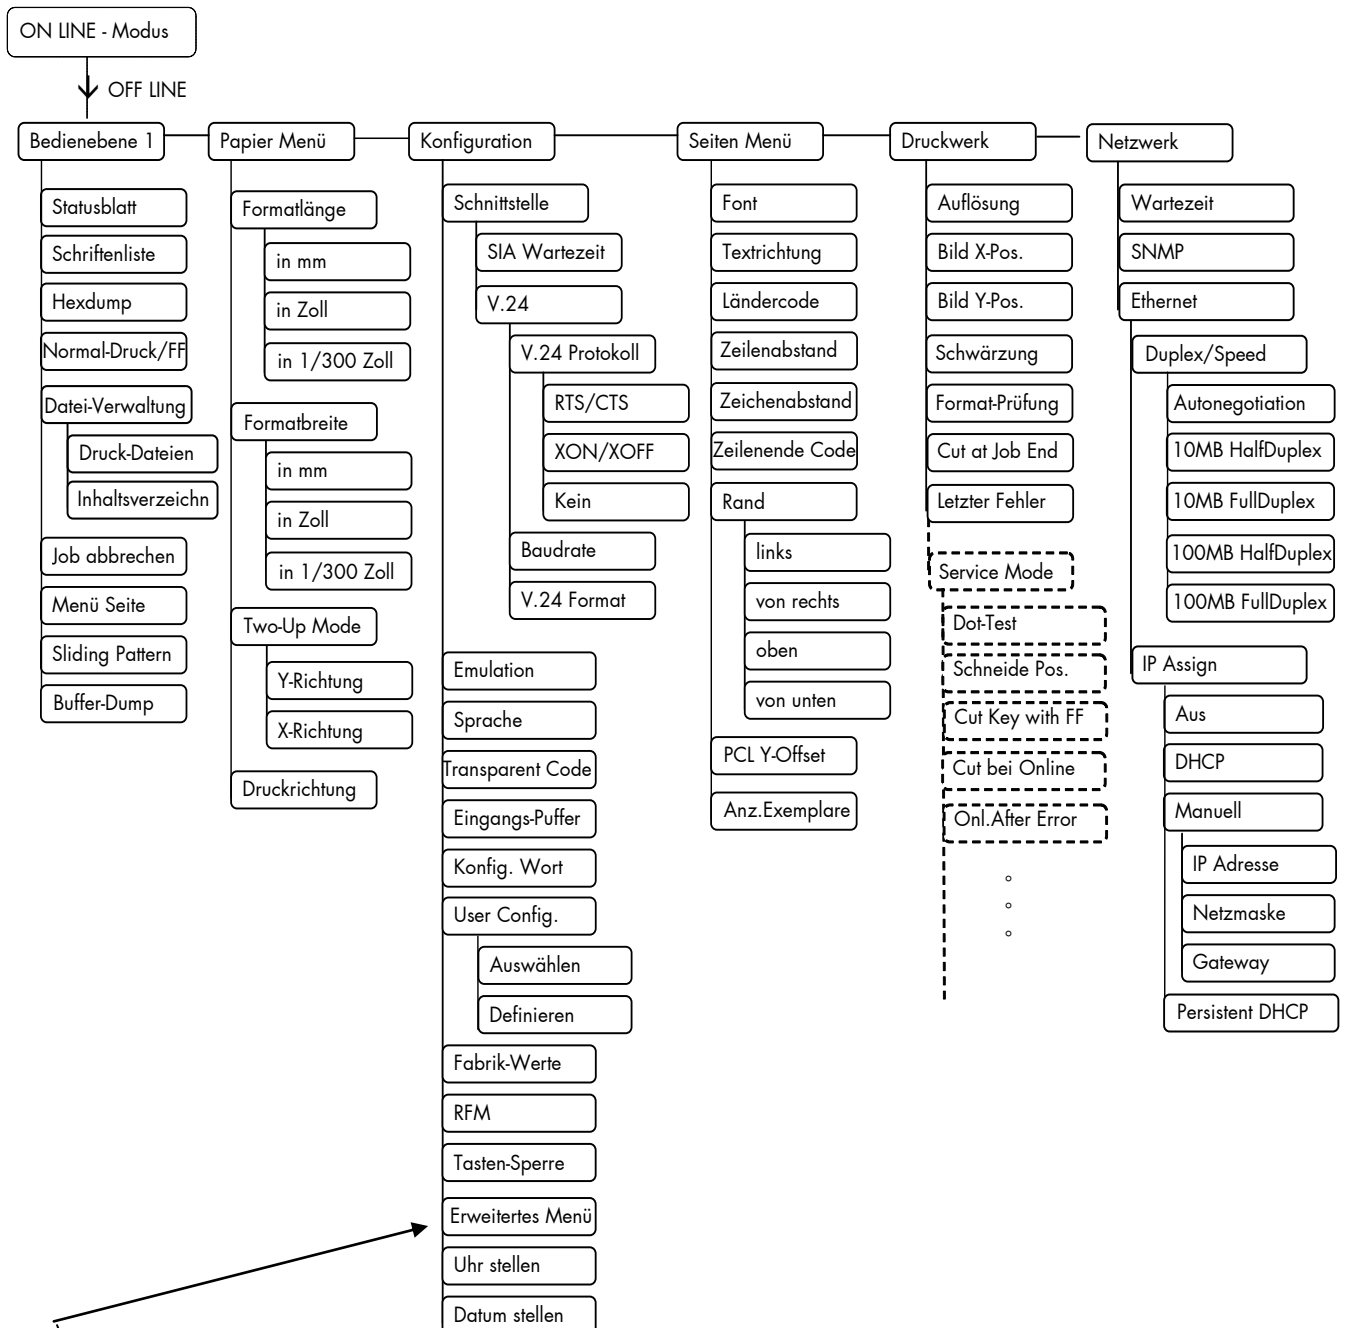 ON LINE - Modus
OFF LINE
Bedienebene 1
Statusblatt
Schriftenliste
Hexdump
Normal-Druck/FF
Datei-Verwaltung
Druck-Dateien
Inhaltsverzeichn
Job abbrechen
Menü Seite
Sliding Pattern
Buffer-Dump
Papier Menü
Formatlänge
in mm
in Zoll
in 1/300 Zoll
Formatbreite
in mm
in Zoll
in 1/300 Zoll
Two-Up Mode
Y-Richtung
X-Richtung
Druckrichtung
Konfiguration
Schnittstelle
SIA Wartezeit
V.24
V.24 Protokoll
RTS/CTS
XON/XOFF
Kein
Baudrate
V.24 Format
Emulation
Sprache
Transparent Code
Eingangs-Puffer
Konfig. Wort
User Config.
Auswählen
Definieren
Fabrik-Werte
RFM
Tasten-Sperre
Erweitertes Menü
Uhr stellen
Datum stellen
Seiten Menü
Font
Textrichtung
Ländercode
Zeilenabstand
Zeichenabstand
Zeilenende Code
Rand
links
von rechts
oben
von unten
PCL Y-Offset
Anz.Exemplare
Druckwerk
Auflösung
Bild X-Pos.
Bild Y-Pos.
Schwärzung
Format-Prüfung
Cut at Job End
Letzter Fehler
Service Mode
Dot-Test
Schneide Pos.
Cut Key with FF
Cut bei Online
Onl.After Error
Netzwerk
Wartezeit
SNMP
Ethernet
Duplex/Speed
Autonegotiation
10MB HalfDuplex
10MB FullDuplex
100MB HalfDuplex
100MB FullDuplex
IP Assign
Aus
DHCP
Manuell
IP Adresse
Netzmaske
Gateway
Persistent DHCP